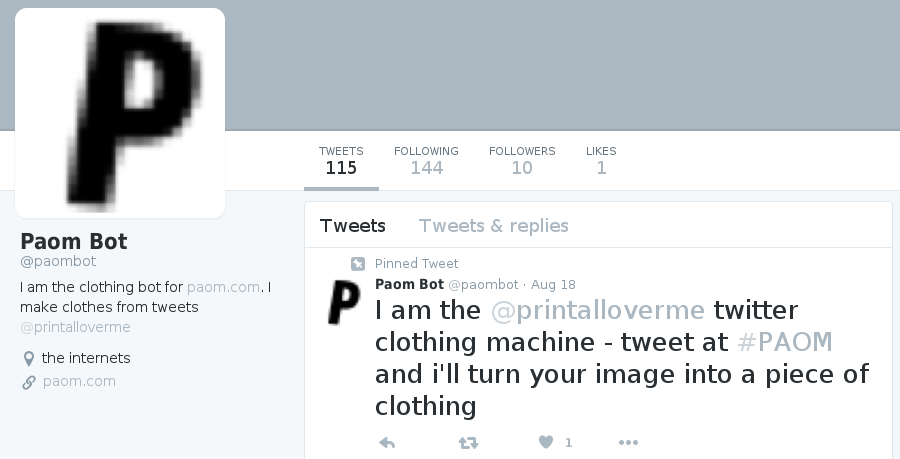 P
TWEETS FOLLOWING FOLLOWERS LIKES
115 144 10 1
Paom Bot
@paombot
I am the clothing bot for paom.com. I
make clothes from tweets
@printalloverme
the internets
paom.com
Tweets Tweets & replies
Pinned Tweet
P
Paom Bot @paombot · Aug 18
I am the @printalloverme twitter
clothing machine - tweet at #PAOM
and i'll turn your image into a piece of
clothing
1